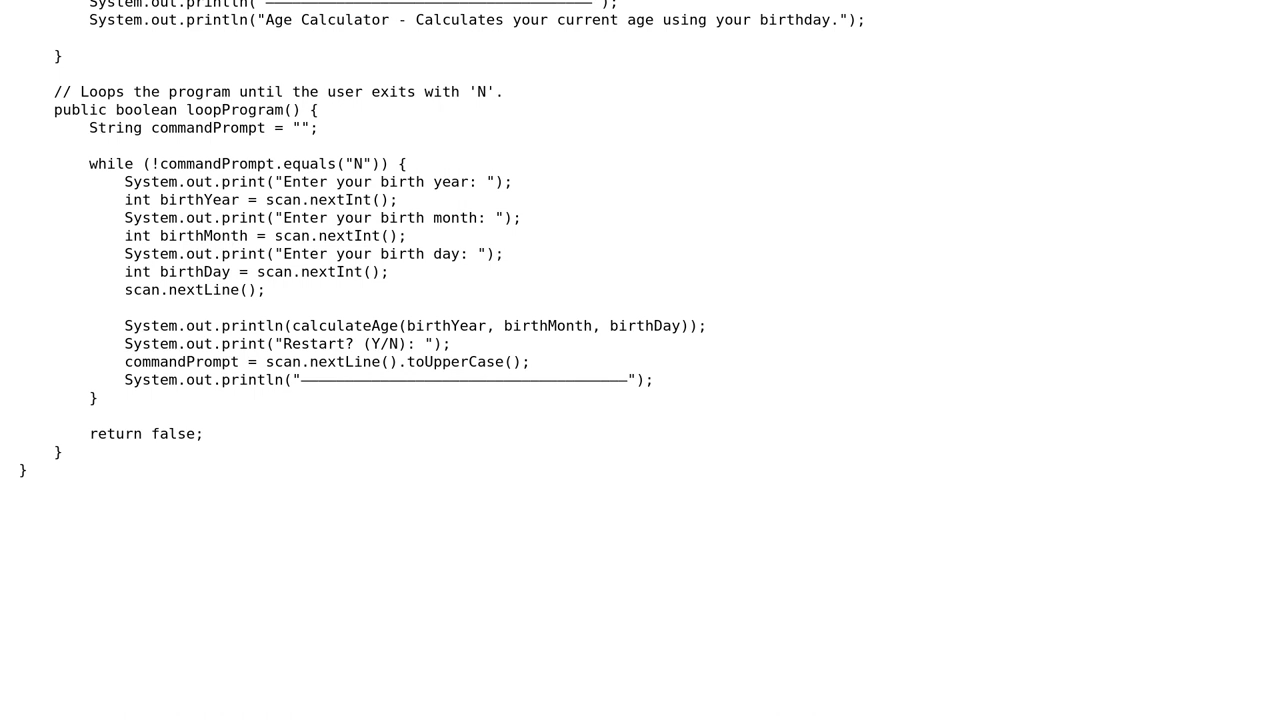 System.out.println("—————————————————————————————————————");
System.out.println("Age Calculator - Calculates your current age using your birthday.");
}
// Loops the program until the user exits with 'N'.
public boolean loopProgram() {
String commandPrompt = "";
while (!commandPrompt.equals("N")) {
System.out.print("Enter your birth year: ");
int birthYear = scan.nextInt();
System.out.print("Enter your birth month: ");
int birthMonth = scan.nextInt();
System.out.print("Enter your birth day: ");
int birthDay = scan.nextInt();
scan.nextLine();
System.out.println(calculateAge(birthYear, birthMonth, birthDay));
System.out.print("Restart? (Y/N): ");
commandPrompt = scan.nextLine().toUpperCase();
System.out.println("—————————————————————————————————————");
}
return false;
}
}